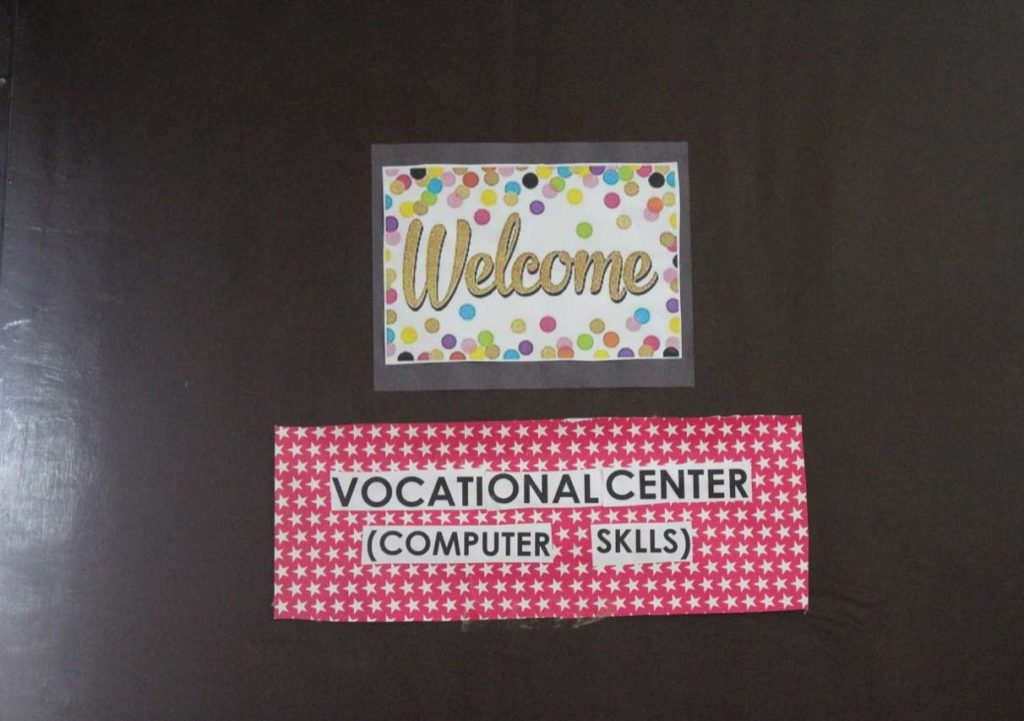 Welcome
VOCATIONAL CENTER
(COMPUTER SKLLS)